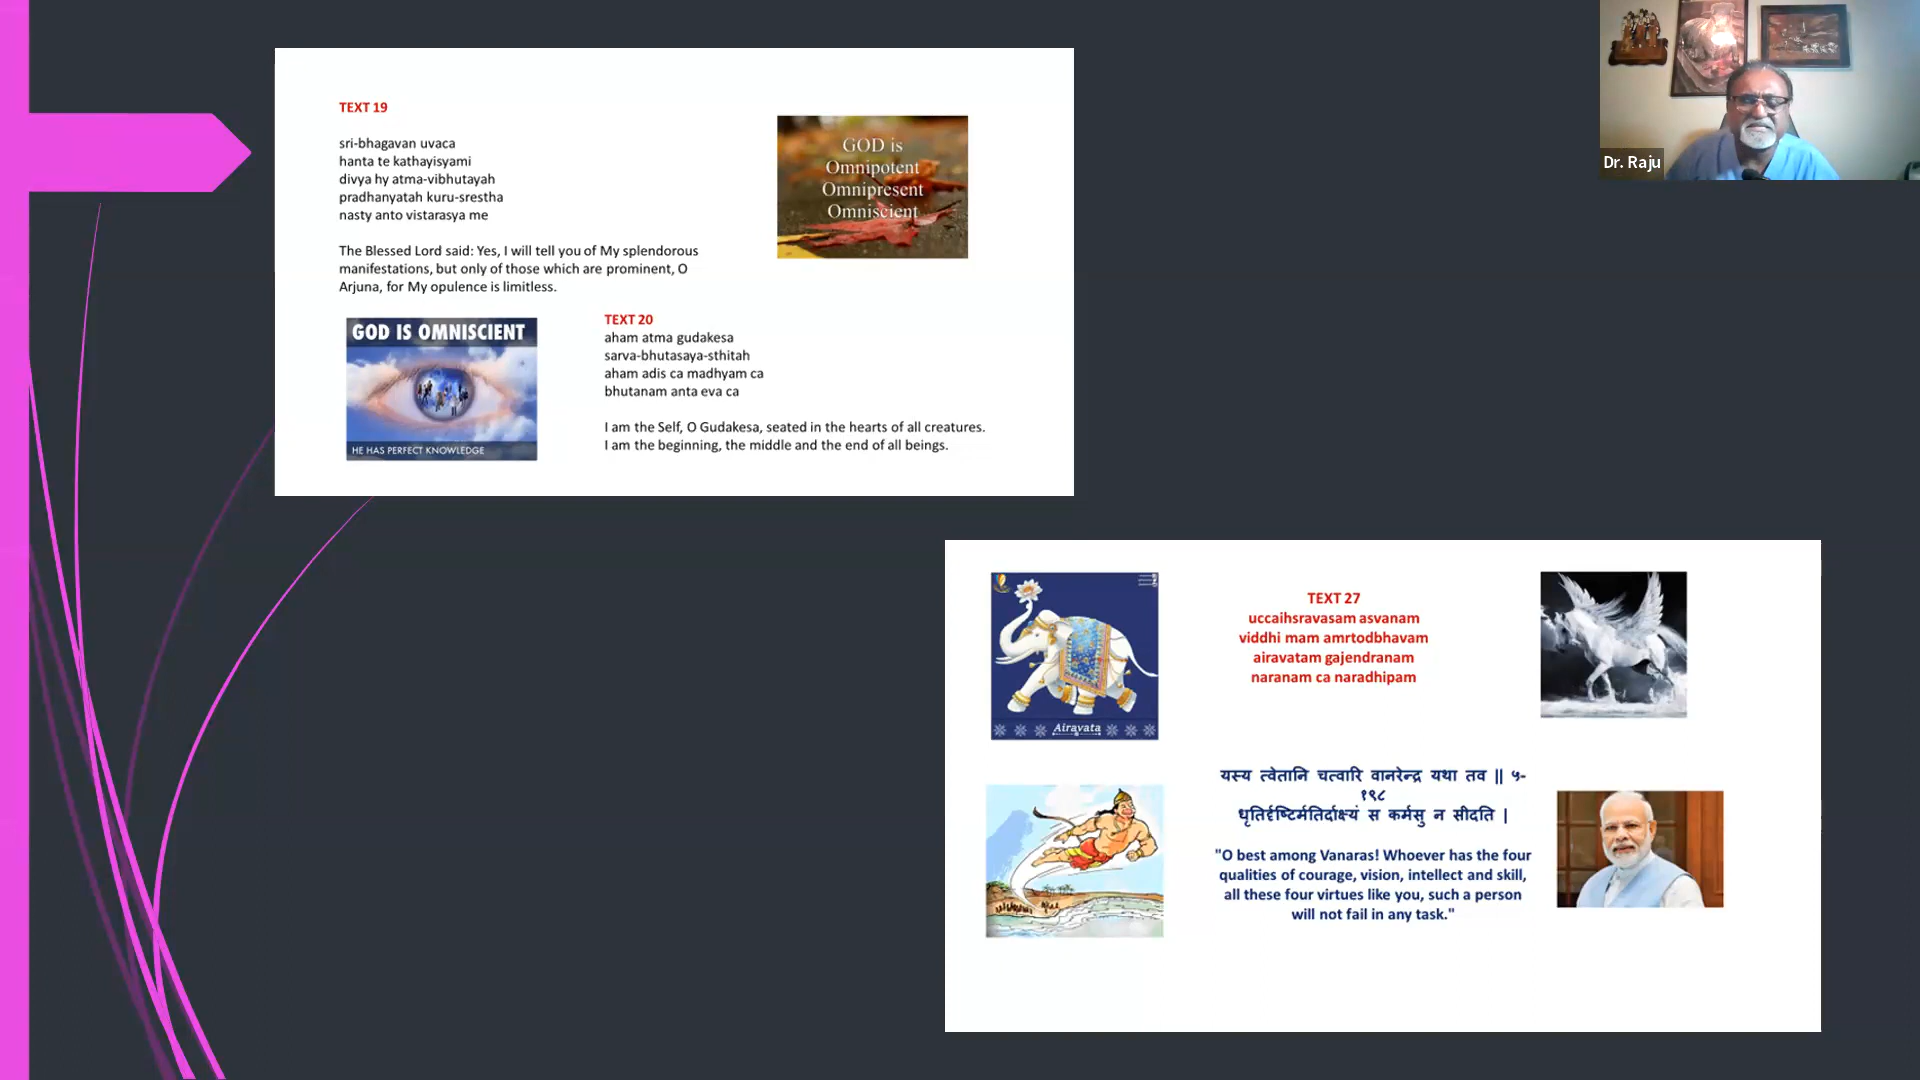 TEXT 19
sri-bhagavan uvaca
hanta te kathayisyami
divya hy atma-vibhutayah
pradhanyatah kuru-srestha
nasty anto vistarasya me
The Blessed Lord said: Yes, I will tell you of My splendorous
manifestations, but only of those which are prominent, O
Arjuna, for My opulence is limitless.
GOD is
Omnipotent
Omnipresent
Omniscient
GOD IS OMNISCIENT
HE HAS PERFECT KNOWLEDGE
TEXT 20
aham atma gudakesa
sarva-bhutasaya-sthitah
aham adis ca madhyam ca
bhutanam anta eva ca
I am the Self, O Gudakesa, seated in the hearts of all creatures.
I am the beginning, the middle and the end of all beings.
Dr. Raju
Airavata
TEXT 27
uccaihsravasam asvanam
viddhi mam amrtodbhavam
airavatam gajendranam
naranam ca naradhipam
यस्य त्वेतानि चत्वारि वानरेन्द्र यथा तव || ५-
१९८
धृतिर्दृष्टिर्मतिर्दाक्ष्यं स कर्मसु न सीदति |
"O best among Vanaras! Whoever has the four
qualities of courage, vision, intellect and skill,
all these four virtues like you, such a person
will not fail in any task."